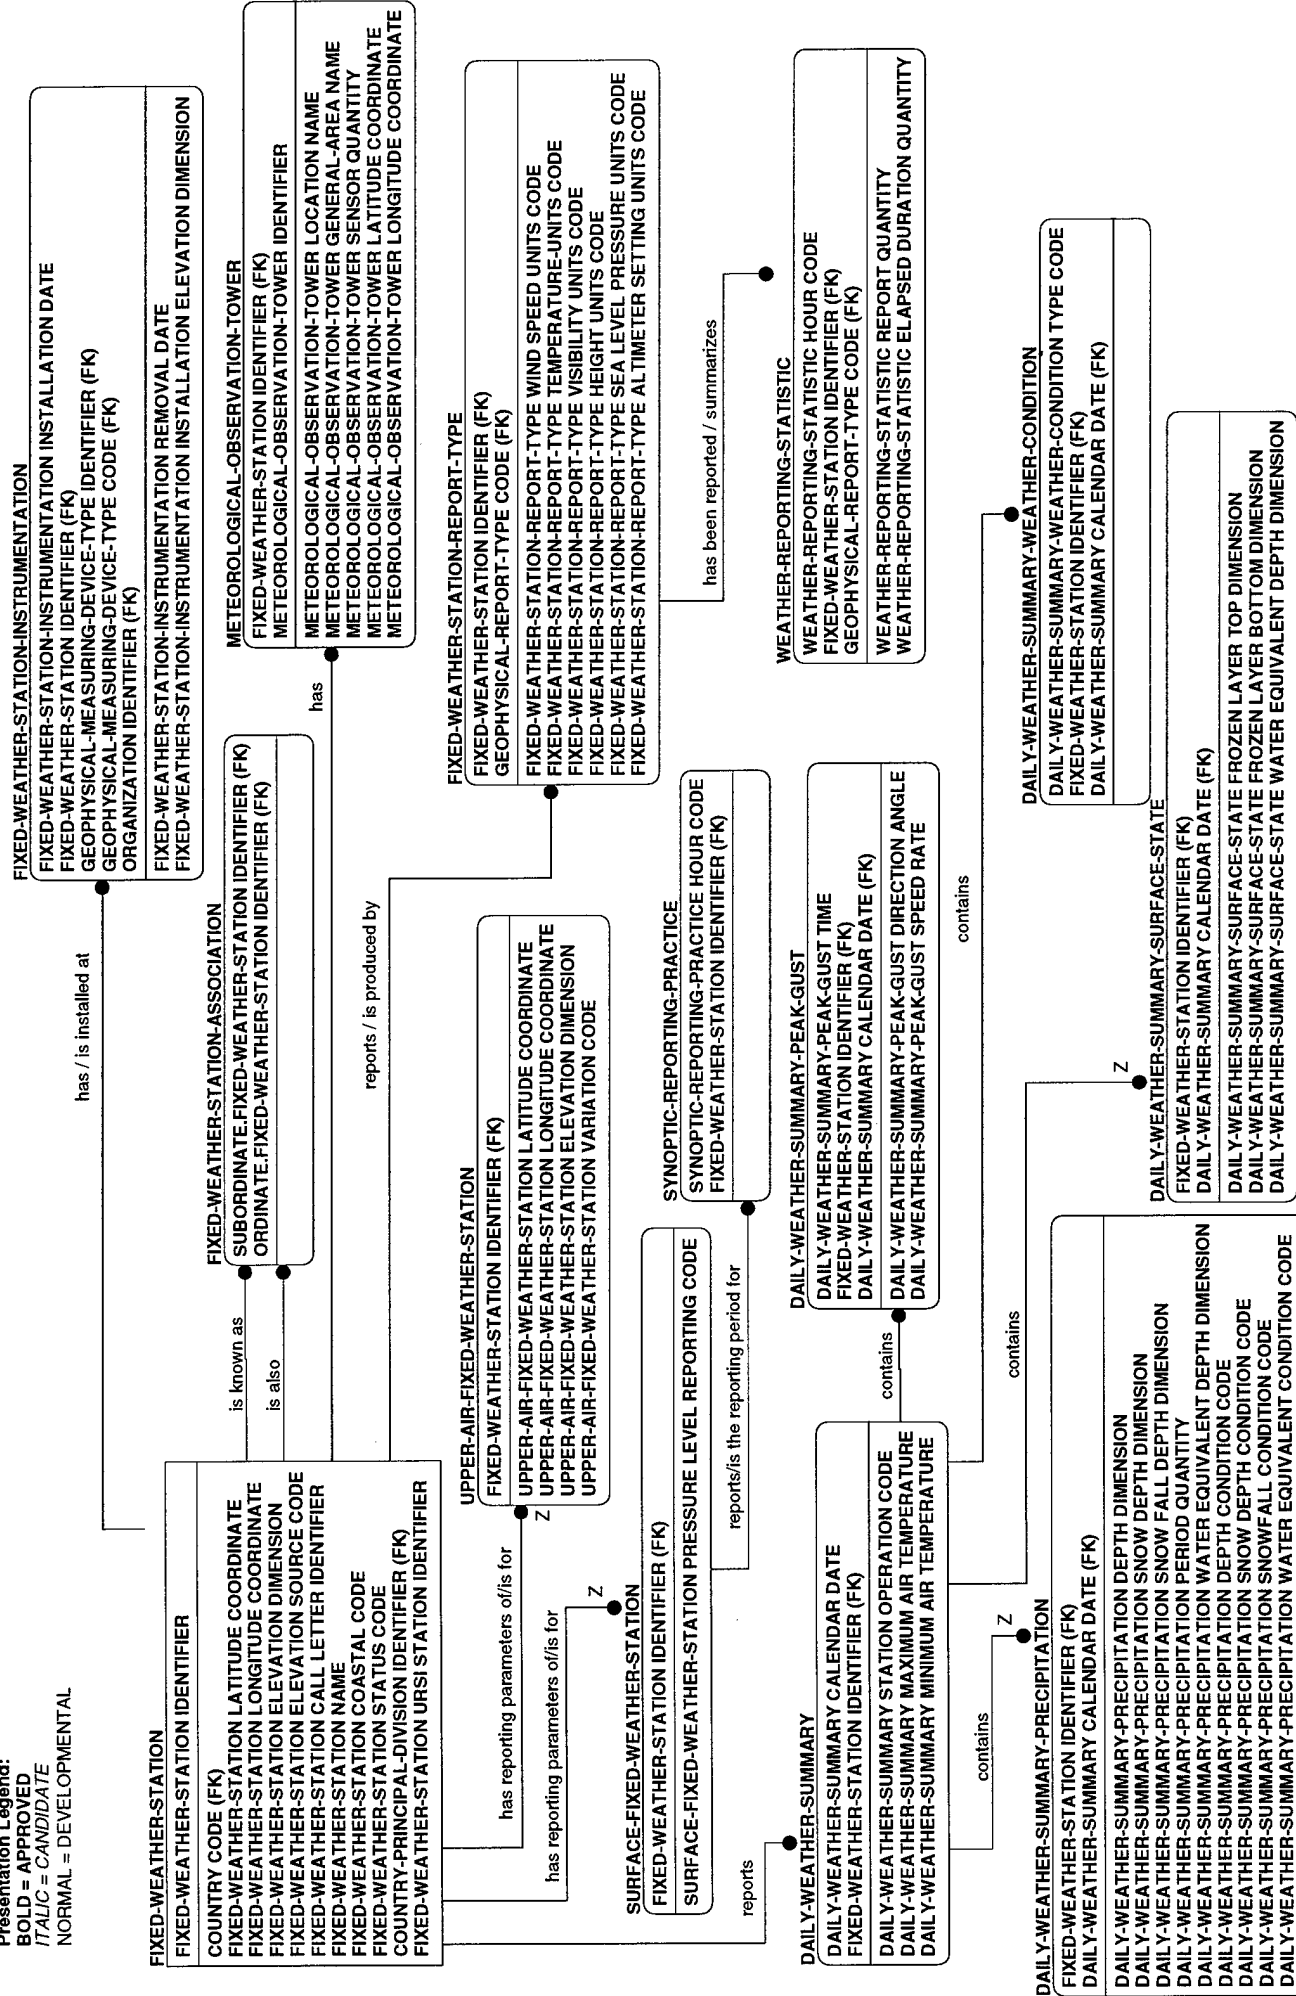 Presentation Legend:
BOLD = APPROVED
ITALIC = CANDIDATE
NORMAL = DEVELOPMENTAL
FIXED-WEATHER-STATION
FIXED-WEATHER-STATION IDENTIFIER
COUNTRY CODE (FK)
FIXED-WEATHER-STATION LATITUDE COORDINATE
FIXED-WEATHER-STATION LONGITUDE COORDINATE
FIXED-WEATHER-STATION ELEVATION DIMENSION
FIXED-WEATHER-STATION ELEVATION SOURCE CODE
FIXED-WEATHER-STATION CALL LETTER IDENTIFIER
FIXED-WEATHER-STATION NAME
FIXED-WEATHER-STATION COASTAL CODE
FIXED-WEATHER-STATION STATUS CODE
COUNTRY-PRINCIPAL-DIVISION IDENTIFIER (FK)
FIXED-WEATHER-STATION URSI STATION IDENTIFIER
has / is installed at
FIXED-WEATHER-STATION-INSTRUMENTATION
FIXED-WEATHER-STATION-INSTRUMENTATION INSTALLATION DATE
FIXED-WEATHER-STATION IDENTIFIER (FK)
GEOPHYSICAL-MEASURING-DEVICE-TYPE IDENTIFIER (FK)
GEOPHYSICAL-MEASURING-DEVICE-TYPE CODE (FK)
ORGANIZATION IDENTIFIER (FK)
FIXED-WEATHER-STATION-INSTRUMENTATION REMOVAL DATE
FIXED-WEATHER-STATION-INSTRUMENTATION INSTALLATION ELEVATION DIMENSION
is known as
is also
FIXED-WEATHER-STATION-ASSOCIATION
SUBORDINATE.FIXED-WEATHER-STATION IDENTIFIER (FK)
ORDINATE.FIXED-WEATHER-STATION IDENTIFIER (FK)
has
METEOROLOGICAL-OBSERVATION-TOWER
FIXED-WEATHER-STATION IDENTIFIER (FK)
METEOROLOGICAL-OBSERVATION-TOWER IDENTIFIER
METEOROLOGICAL-OBSERVATION-TOWER LOCATION NAME
METEOROLOGICAL-OBSERVATION-TOWER GENERAL-AREA NAME
METEOROLOGICAL-OBSERVATION-TOWER SENSOR QUANTITY
METEOROLOGICAL-OBSERVATION-TOWER LATITUDE COORDINATE
METEOROLOGICAL-OBSERVATION-TOWER LONGITUDE COORDINATE
reports / is produced by
FIXED-WEATHER-STATION-REPORT-TYPE
FIXED-WEATHER-STATION IDENTIFIER (FK)
GEOPHYSICAL-REPORT-TYPE CODE (FK)
FIXED-WEATHER-STATION-REPORT-TYPE WIND SPEED UNITS CODE
FIXED-WEATHER-STATION-REPORT-TYPE TEMPERATURE-UNITS CODE
FIXED-WEATHER-STATION-REPORT-TYPE VISIBILITY UNITS CODE
FIXED-WEATHER-STATION-REPORT-TYPE HEIGHT UNITS CODE
FIXED-WEATHER-STATION-REPORT-TYPE SEA LEVEL PRESSURE UNITS CODE
FIXED-WEATHER-STATION-REPORT-TYPE ALTIMETER SETTING UNITS CODE
has reporting parameters of/is for
Z
UPPER-AIR-FIXED-WEATHER-STATION
FIXED-WEATHER-STATION IDENTIFIER (FK)
UPPER-AIR-FIXED-WEATHER-STATION LATITUDE COORDINATE
UPPER-AIR-FIXED-WEATHER-STATION LONGITUDE COORDINATE
UPPER-AIR-FIXED-WEATHER-STATION ELEVATION DIMENSION
UPPER-AIR-FIXED-WEATHER-STATION VARIATION CODE
has reporting parameters of/is for
Z
SURFACE-FIXED-WEATHER-STATION
FIXED-WEATHER-STATION IDENTIFIER (FK)
SURFACE-FIXED-WEATHER-STATION PRESSURE LEVEL REPORTING CODE
reports/is the reporting period for
SYNOPTIC-REPORTING-PRACTICE
SYNOPTIC-REPORTING-PRACTICE HOUR CODE
FIXED-WEATHER-STATION IDENTIFIER (FK)
has been reported / summarizes
WEATHER-REPORTING-STATISTIC
WEATHER-REPORTING-STATISTIC HOUR CODE
FIXED-WEATHER-STATION IDENTIFIER (FK)
GEOPHYSICAL-REPORT-TYPE CODE (FK)
WEATHER-REPORTING-STATISTIC REPORT QUANTITY
WEATHER-REPORTING-STATISTIC ELAPSED DURATION QUANTITY
reports
DAILY-WEATHER-SUMMARY
DAILY-WEATHER-SUMMARY CALENDAR DATE
FIXED-WEATHER-STATION IDENTIFIER (FK)
DAILY-WEATHER-SUMMARY STATION OPERATION CODE
DAILY-WEATHER-SUMMARY MAXIMUM AIR TEMPERATURE
DAILY-WEATHER-SUMMARY MINIMUM AIR TEMPERATURE
contains
DAILY-WEATHER-SUMMARY-PEAK-GUST
DAILY-WEATHER-SUMMARY-PEAK-GUST TIME
FIXED-WEATHER-STATION IDENTIFIER (FK)
DAILY-WEATHER-SUMMARY CALENDAR DATE (FK)
DAILY-WEATHER-SUMMARY-PEAK-GUST DIRECTION ANGLE
DAILY-WEATHER-SUMMARY-PEAK-GUST SPEED RATE
contains
DAILY-WEATHER-SUMMARY-WEATHER-CONDITION
DAILY-WEATHER-SUMMARY-WEATHER-CONDITION TYPE CODE
FIXED-WEATHER-STATION IDENTIFIER (FK)
DAILY-WEATHER-SUMMARY CALENDAR DATE (FK)
contains
Z
DAILY-WEATHER-SUMMARY-SURFACE-STATE
FIXED-WEATHER-STATION IDENTIFIER (FK)
DAILY-WEATHER-SUMMARY CALENDAR DATE (FK)
DAILY-WEATHER-SUMMARY-SURFACE-STATE FROZEN LAYER TOP DIMENSION
DAILY-WEATHER-SUMMARY-SURFACE-STATE FROZEN LAYER BOTTOM DIMENSION
DAILY-WEATHER-SUMMARY-SURFACE-STATE WATER EQUIVALENT DEPTH DIMENSION
contains
Z
DAILY-WEATHER-SUMMARY-PRECIPITATION
FIXED-WEATHER-STATION IDENTIFIER (FK)
DAILY-WEATHER-SUMMARY CALENDAR DATE (FK)
DAILY-WEATHER-SUMMARY-PRECIPITATION DEPTH DIMENSION
DAILY-WEATHER-SUMMARY-PRECIPITATION SNOW DEPTH DIMENSION
DAILY-WEATHER-SUMMARY-PRECIPITATION SNOW FALL DEPTH DIMENSION
DAILY-WEATHER-SUMMARY-PRECIPITATION PERIOD QUANTITY
DAILY-WEATHER-SUMMARY-PRECIPITATION WATER EQUIVALENT DEPTH DIMENSION
DAILY-WEATHER-SUMMARY-PRECIPITATION DEPTH CONDITION CODE
DAILY-WEATHER-SUMMARY-PRECIPITATION SNOW DEPTH CONDITION CODE
DAILY-WEATHER-SUMMARY-PRECIPITATION SNOWFALL CONDITION CODE
DAILY-WEATHER-SUMMARY-PRECIPITATION WATER EQUIVALENT CONDITION CODE